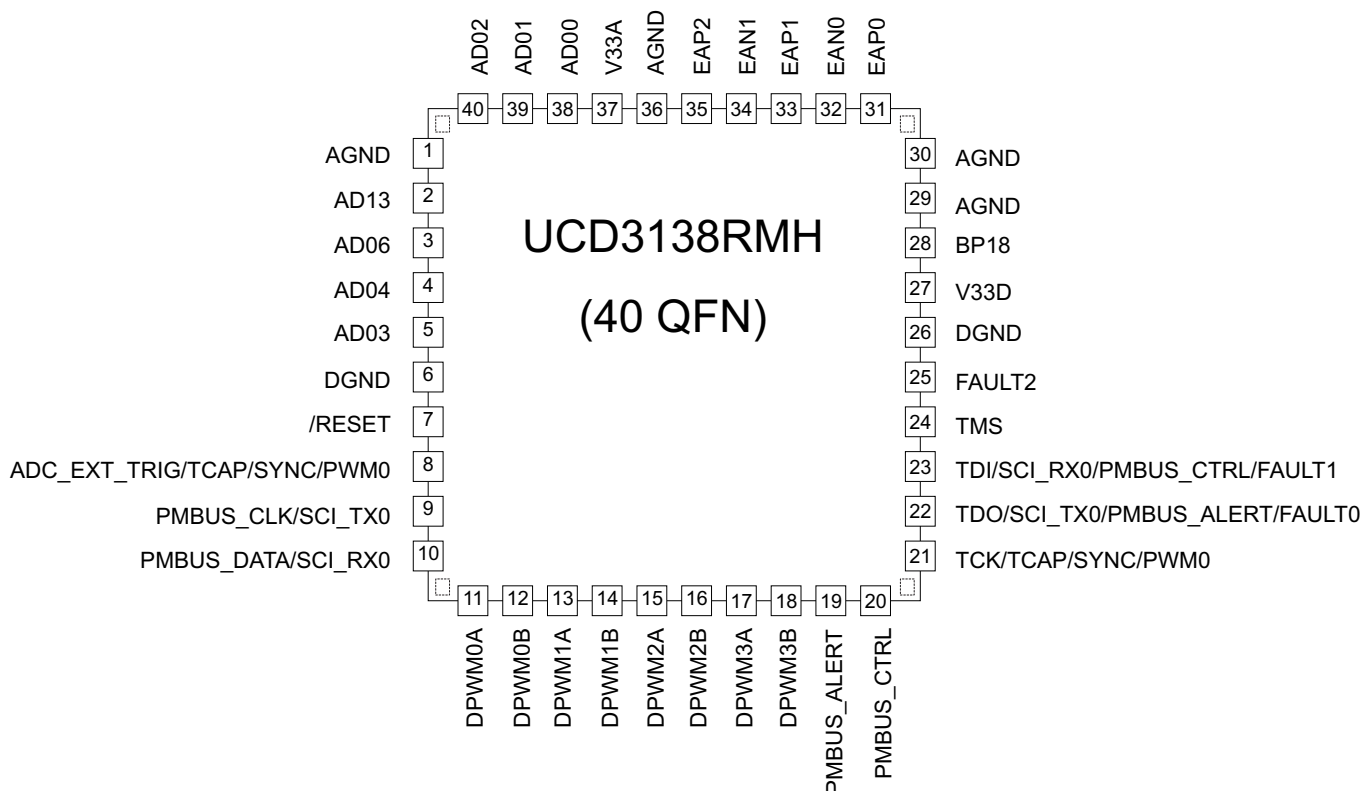 AD02
AD01
AD00
V33A
AGND
EAP2
EAN1
EAP1
EAN0
EAP0
40
39
38
37
36
35
34
33
32
31
AGND 1
AD13 2
AD06 3
AD04 4
AD03 5
DGND 6
/RESET 7
ADC_EXT_TRIG/TCAP/SYNC/PWM0 8
PMBUS_CLK/SCI_TX0 9
PMBUS_DATA/SCI_RX0 10
UCD3138RMH
(40 QFN)
30 AGND
29 AGND
28 BP18
27 V33D
26 DGND
25 FAULT2
24 TMS
23 TDI/SCI_RX0/PMBUS_CTRL/FAULT1
22 TDO/SCI_TX0/PMBUS_ALERT/FAULT0
21 TCK/TCAP/SYNC/PWM0
11
12
13
14
15
16
17
18
19
20
DPWM0A
DPWM0B
DPWM1A
DPWM1B
DPWM2A
DPWM2B
DPWM3A
DPWM3B
PMBUS_ALERT
PMBUS_CTRL